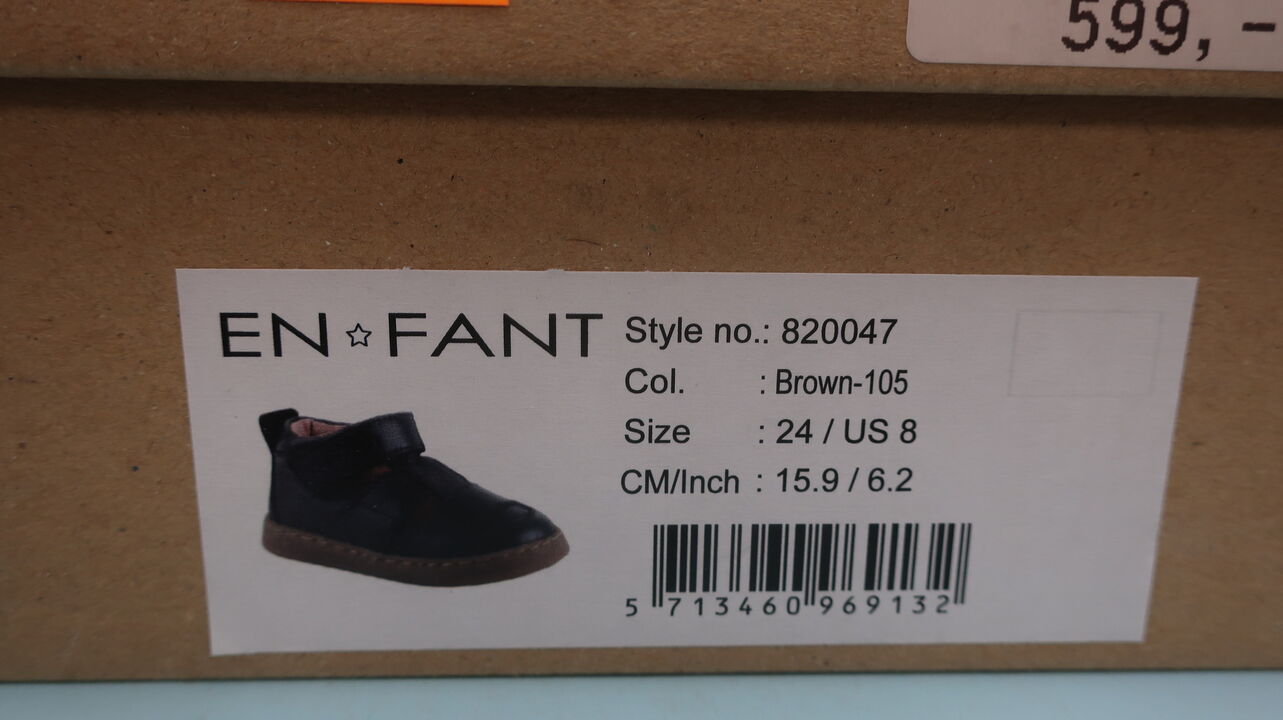 599,-
EN☆FANT
Style no.: 820047
Col. : Brown-105
Size : 24 / US 8
CM/Inch : 15.9 / 6.2
5 713460 969132